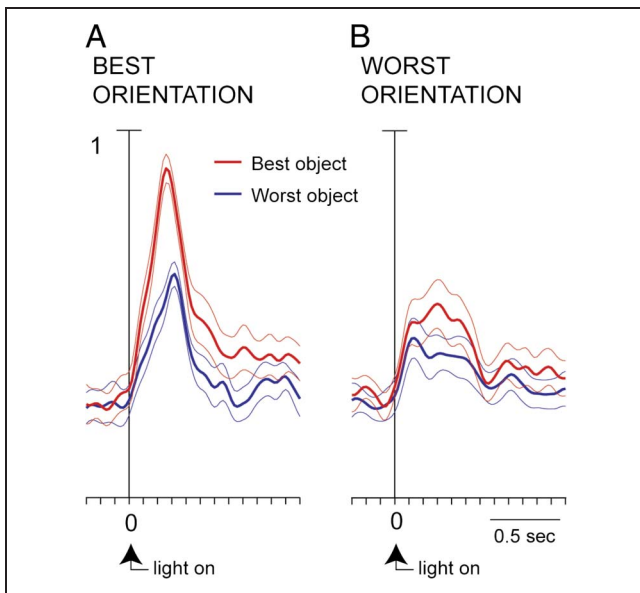 A
BEST
ORIENTATION
B
WORST
ORIENTATION
1
Best object
Worst object
0
light on
0
0.5 sec
light on